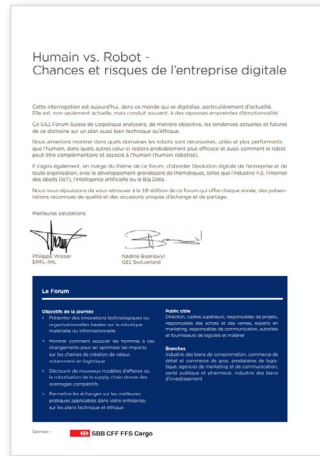 Humain vs. Robot -
Chances et risques de l'entreprise digitale
Cette interrogation est aujourd'hui, dans ce monde qui se digitalise, particulièrement d'actualité.
Elle est, non seulement actuelle, mais conduit souvent, à des réponses empreintes d'émotionnalité.
Ce GS1 Forum Suisse de Logistique analysera, de manière objective, les tendances actuelles et futures
de ce domaine sur un plan aussi bien technique qu'éthique.
Nous aimerions montrer dans quels domaines les robots sont nécessaires, utiles et plus performants
que l'humain, dans quels autres celui-ci restera probablement plus efficace et aussi comment le robot
peut-être complémentaire et associé à l'humain (humain robotisé).
Il s'agira également, en marge du thème de ce forum, d'aborder l'évolution digitale de l'entreprise et de
toute organisation, avec le développement grandissant de thématiques, telles que l'industrie 4.0, l'internet
des objets (IoT), l'intelligence artificielle ou le Big Data.
Nous nous réjouissons de vous retrouver à la 18e édition de ce forum qui offre chaque année, des présen-
tations reconnues de qualité et des occasions uniques d'échange et de partage.
Meilleures salutations
Philippe Wieser
EPFL-IML
Nadine Baeriswyl
GS1 Switzerland
Le Forum
Objectifs de la journée
› Présenter des innovations technologiques ou
organisationnelles basées sur la robotique
matérielle ou informationnelle
› Montrer comment associer les hommes à ces
changements pour en optimiser les impacts
sur les chaînes de création de valeur,
notamment en logistique
› Découvrir de nouveaux modèles d'affaires où
la robotisation de la supply chain donne des
avantages compétitifs
› Permettre les échanges sur les meilleures
pratiques applicables dans votre entreprise,
sur les plans technique et éthique
Public cible
Direction, cadres supérieurs, responsables de projets,
responsables des achats et des ventes, experts en
marketing, responsables de communication, autorités
et fournisseurs de logiciels et matériel
Branches
Industrie des biens de consommation, commerce de
détail et commerce de gros, prestataires de logis-
tique, agences de marketing et de communication,
santé publique et pharmacie, industrie des biens
d'investissement
Sponsor :
SBB CFF FFS Cargo